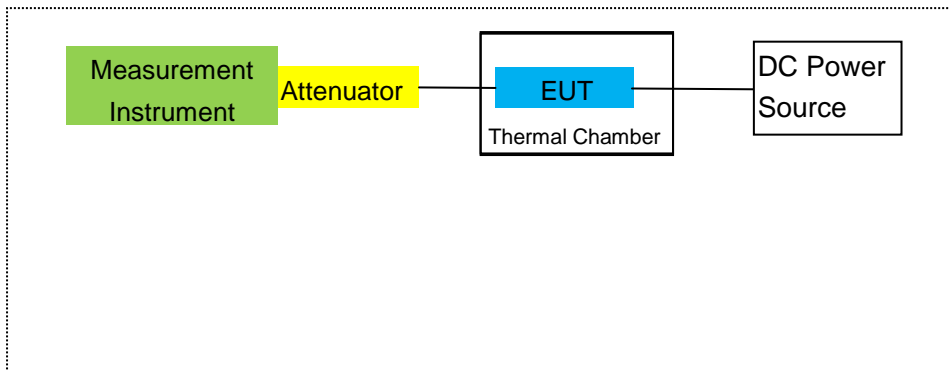 Measurement
Instrument
Attenuator
EUT
Thermal Chamber
DC Power
Source